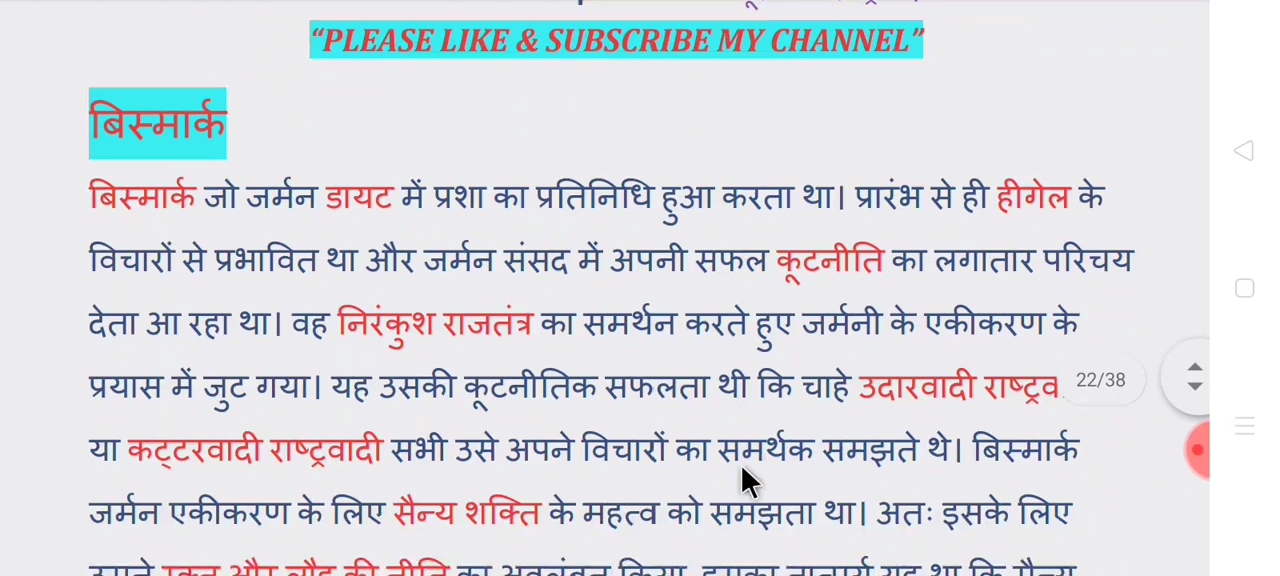 “PLEASE LIKE & SUBSCRIBE MY CHANNEL”
बिस्मार्क
बिस्मार्क जो जर्मन डायट में प्रशा का प्रतिनिधि हुआ करता था। प्रारंभ से ही हीगेल के
विचारों से प्रभावित था और जर्मन संसद में अपनी सफल कूटनीति का लगातार परिचय
देता आ रहा था। वह निरंकुश राजतंत्र का समर्थन करते हुए जर्मनी के एकीकरण के
प्रयास में जुट गया। यह उसकी कूटनीतिक सफलता थी कि चाहे उदारवादी
22/38
या कट्टरवादी राष्ट्रवादी सभी उसे अपने विचारों का समर्थक समझते थे। बिस्मार्क
जर्मन एकीकरण के लिए सैन्य शक्ति के महत्व को समझता था। अतः इसके लिए